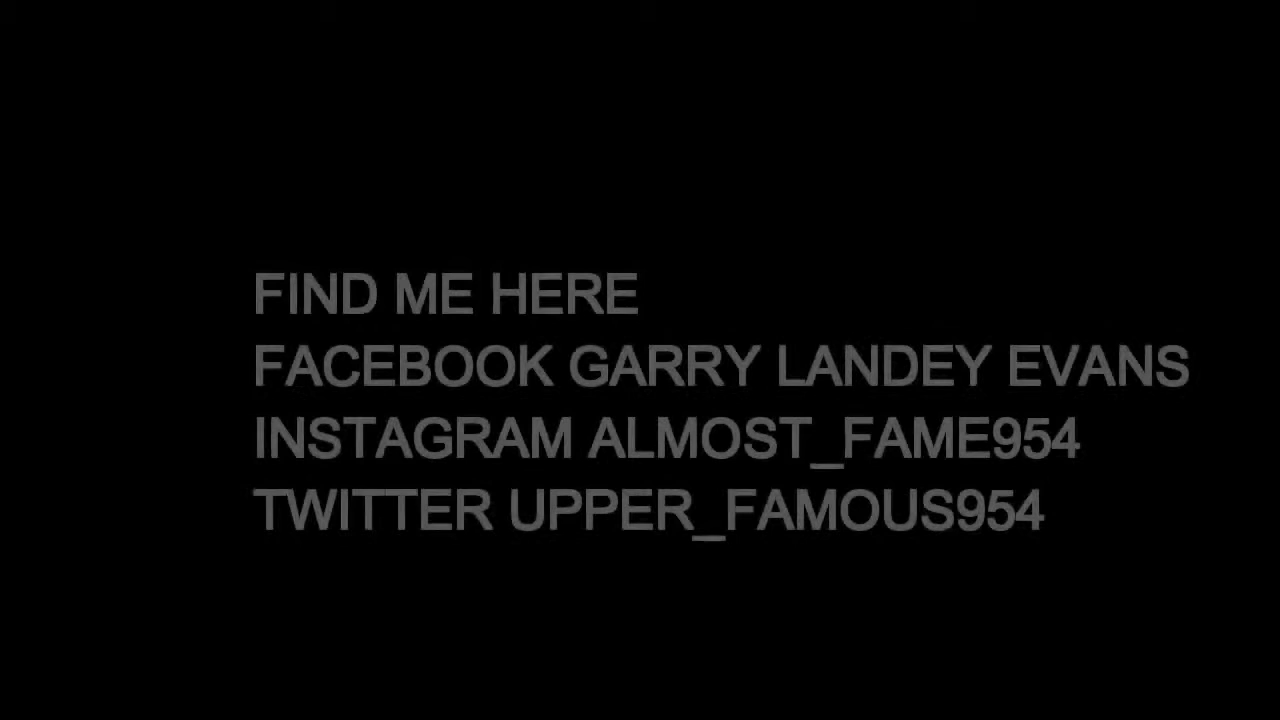 FIND ME HERE
FACEBOOK GARRY LANDEY EVANS
INSTAGRAM ALMOST_FAME954
TWITTER UPPER_FAMOUS954